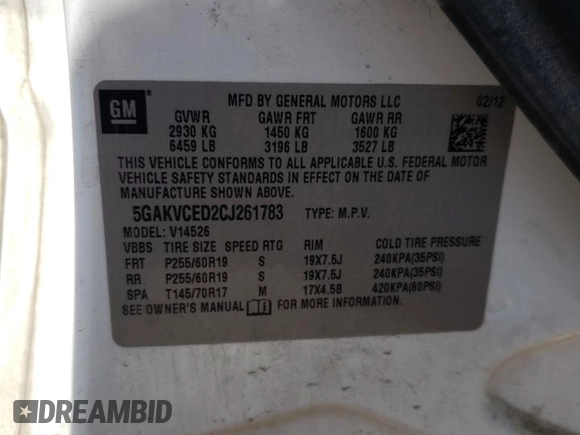 GM
MFD BY GENERAL MOTORS LLC 02/12
GVWR GAWR FRT GAWR RR
2930 KG 1450 KG 1600 KG
6459 LB 3196 LB 3527 LB
THIS VEHICLE CONFORMS TO ALL APPLICABLE U.S. FEDERAL MOTOR
VEHICLE SAFETY STANDARDS IN EFFECT ON THE DATE OF
MANUFACTURE SHOWN ABOVE.
5GAKVCED2CJ261783 TYPE: M.P.V.
MODEL: V14526
VBBS TIRE SIZE SPEED RTG RIM COLD TIRE PRESSURE
FRT P255/60R19 S 19X7.5J 240KPA(35PSI)
RR P255/60R19 S 19X7.5J 240KPA(35PSI)
SPA T145/70R17 M 17X4.5B 420KPA(60PSI)
SEE OWNER'S MANUAL FOR MORE INFORMATION.
DREAMBID